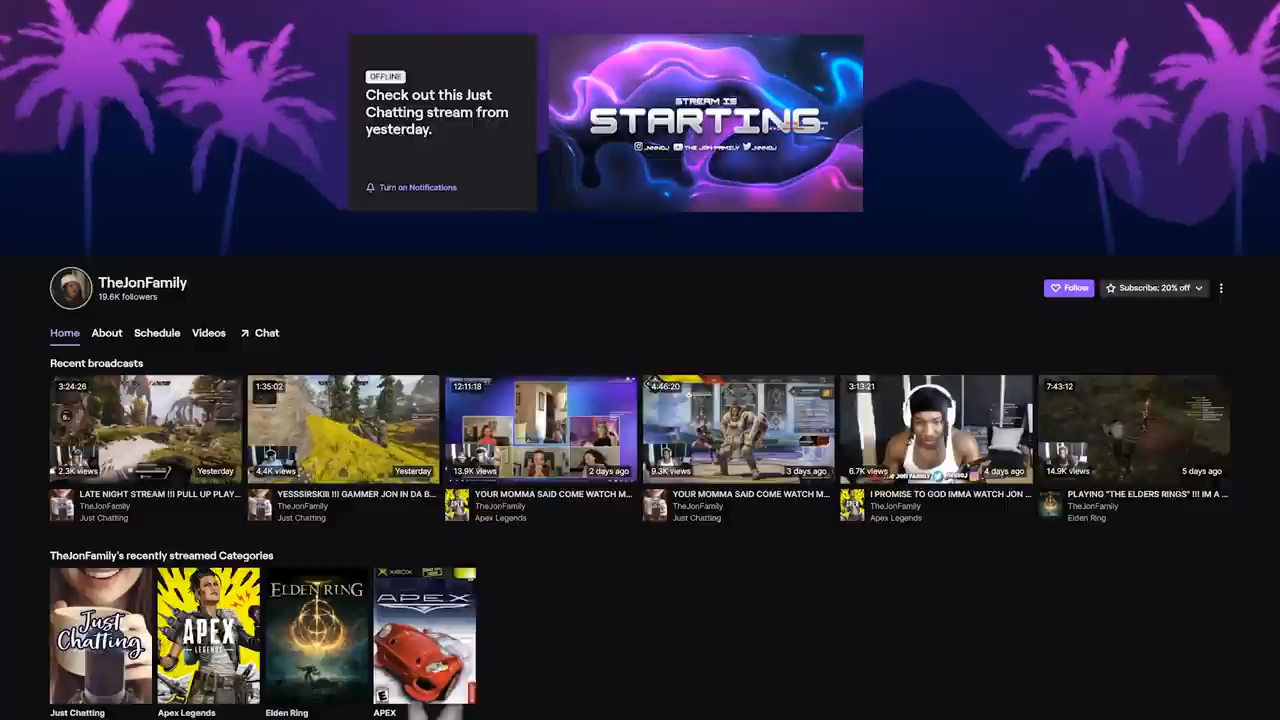 OFFLINE
Check out this Just
Chatting stream from
yesterday.
Turn on Notifications
STREAM IS
STARTING
_NNNOJ THE JON FAMILY _NNNOJ
TheJonFamily
19.6K followers
Follow
Subscribe: 20% off
Home About Schedule Videos Chat
Recent broadcasts
3:24:26 1:35:02 12:11:18 4:46:20 3:13:21 7:43:12
2.3K views Yesterday 4.4K views Yesterday 13.9K views 2 days ago 9.3K views 3 days ago 6.7K views 4 days ago 14.9K views 5 days ago
LATE NIGHT STREAM !!! PULL UP PLAY... YESSSIRSKIII !!! GAMMER JON IN DA B... YOUR MOMMA SAID COME WATCH M... YOUR MOMMA SAID COME WATCH M... I PROMISE TO GOD IMMA WATCH JON ... PLAYING "THE ELDERS RINGS" !!! IM A ...
TheJonFamily TheJonFamily TheJonFamily TheJonFamily TheJonFamily TheJonFamily
Just Chatting Just Chatting Apex Legends Just Chatting Apex Legends Elden Ring
TheJonFamily's recently streamed Categories
Just
Chatting
APEX
LEGENDS
ELDEN RING
XBOX
APEX
E
Just Chatting Apex Legends Elden Ring APEX